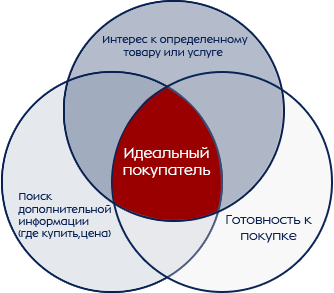 Интерес к определенному
товару или услуге
Идеальный
покупатель
Поиск
дополнительной
информации
(где купить,цена)
Готовность к
покупке